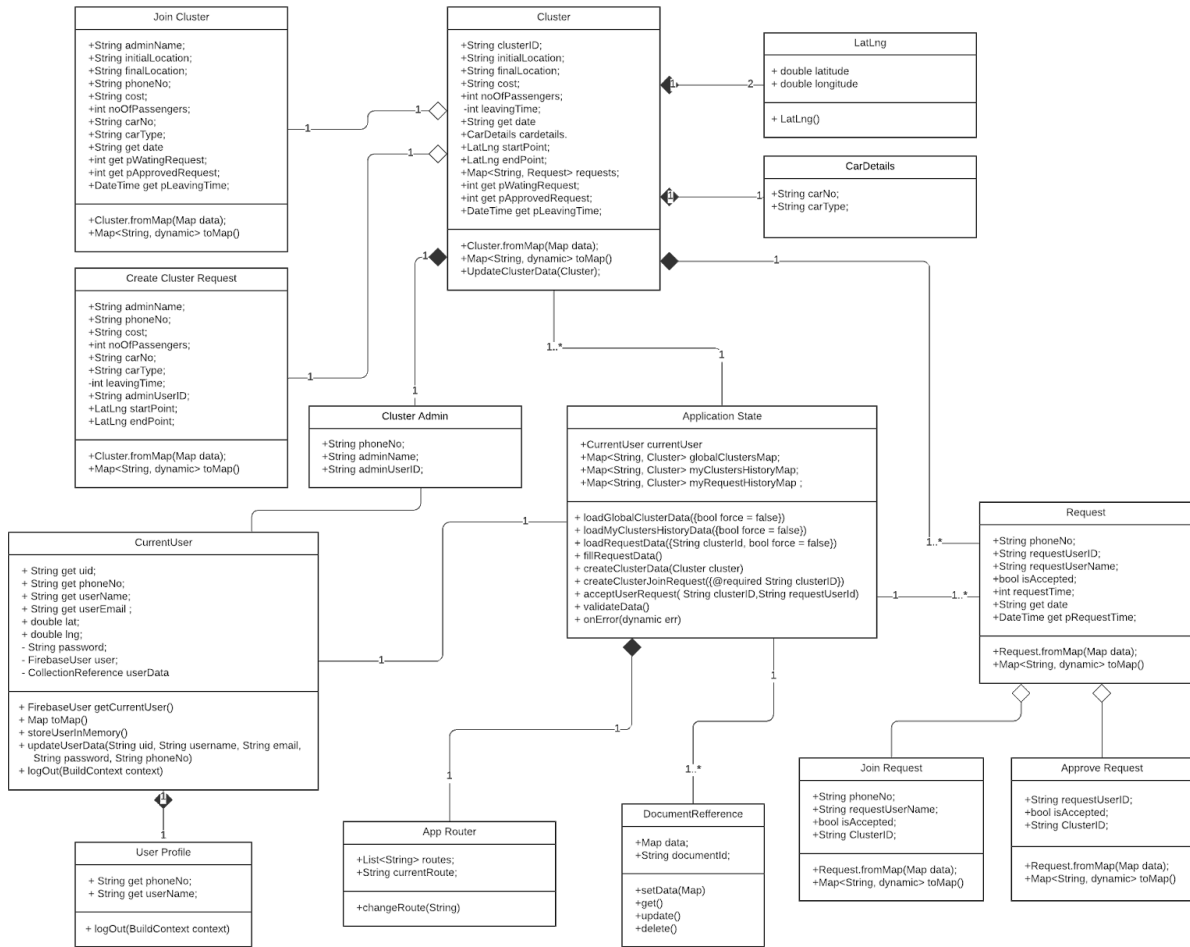 Join Cluster
+String adminName;
+String initialLocation;
+String finalLocation;
+String phoneNo;
+String cost;
+int noOfPassengers;
+String carNo;
+String carType;
+String get date
+int get pWatingRequest;
+int get pApprovedRequest;
+DateTime get pLeavingTime;
+Cluster.fromMap(Map data);
+Map<String, dynamic> toMap()
1
1
Cluster
+String clusterID;
+String initialLocation;
+String finalLocation;
+String cost;
+int noOfPassengers;
-int leavingTime;
+String get date
+CarDetails cardetails.
+LatLng startPoint;
+LatLng endPoint;
+Map<String, Request> requests;
+int get pWatingRequest;
+int get pApprovedRequest;
+DateTime get pLeavingTime;
+Cluster.fromMap(Map data);
+Map<String, dynamic> toMap()
+UpdateClusterData(Cluster);
1
2
LatLng
+ double latitude
+ double longitude
+ LatLng()
1
1
CarDetails
+String carNo;
+String carType;
Create Cluster Request
+String adminName;
+String phoneNo;
+String cost;
+int noOfPassengers;
+String carNo;
+String carType;
-int leavingTime;
+String adminUserID;
+LatLng startPoint;
+LatLng endPoint;
+Cluster.fromMap(Map data);
+Map<String, dynamic> toMap()
1
1
1
1
Cluster Admin
+String phoneNo;
+String adminName;
+String adminUserID;
1..*
1
Application State
+CurrentUser currentUser
+Map<String, Cluster> globalClustersMap;
+Map<String, Cluster> myClustersHistoryMap;
+Map<String, Cluster> myRequestHistoryMap ;
+ loadGlobalClusterData({bool force = false})
+ loadMyClustersHistoryData({bool force = false})
+ loadRequestData({String clusterId, bool force = false})
+ fillRequestData()
+ createClusterData(Cluster cluster)
+ createClusterJoinRequest({@required String clusterID})
+ acceptUserRequest( String clusterID,String requestUserId)
+ validateData()
+ onError(dynamic err)
1
1..*
1
1..*
Request
+String phoneNo;
+String requestUserID;
+String requestUserName;
+bool isAccepted;
+int requestTime;
+String get date
+DateTime get pRequestTime;
+Request.fromMap(Map data);
+Map<String, dynamic> toMap()
CurrentUser
+ String get uid;
+ String get phoneNo;
+ String get userName;
+ String get userEmail ;
+ double lat;
+ double lng;
- String password;
- FirebaseUser user;
- CollectionReference userData
+ FirebaseUser getCurrentUser()
+ Map toMap()
+ storeUserInMemory()
+ updateUserData(String uid, String username, String email,
String password, String phoneNo)
+ logOut(BuildContext context)
1
1
1
1
User Profile
+ String get phoneNo;
+ String get userName;
+ logOut(BuildContext context)
1
1
App Router
+List<String> routes;
+String currentRoute;
+changeRoute(String)
1
1..*
DocumentRefference
+Map data;
+String documentId;
+setData(Map)
+get()
+update()
+delete()
Join Request
+String phoneNo;
+String requestUserName;
+bool isAccepted;
+String ClusterID;
+Request.fromMap(Map data);
+Map<String, dynamic> toMap()
Approve Request
+String requestUserID;
+bool isAccepted;
+String ClusterID;
+Request.fromMap(Map data);
+Map<String, dynamic> toMap()